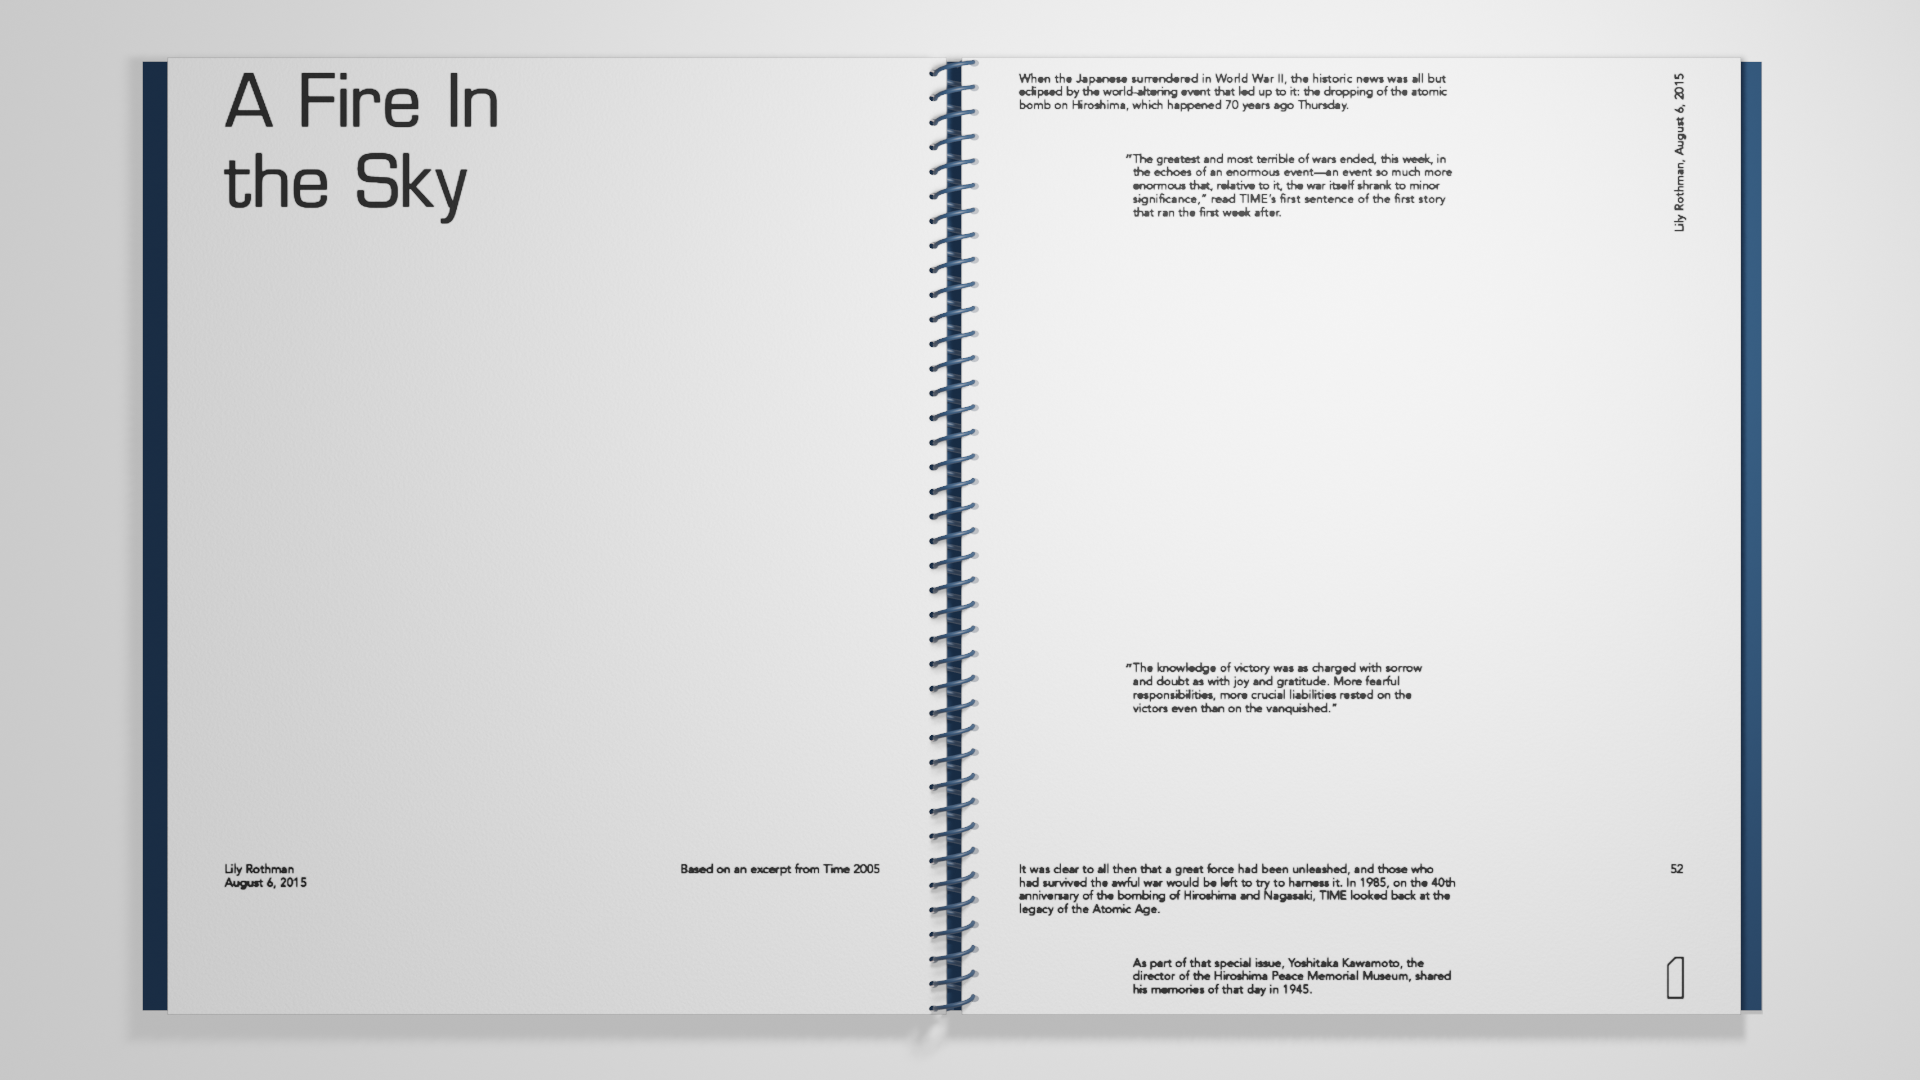 A Fire In
the Sky
Lily Rothman
August 6, 2015
Based on an excerpt from Time 2005
When the Japanese surrendered in World War II, the historic news was all but
eclipsed by the world-altering event that led up to it: the dropping of the atomic
bomb on Hiroshima, which happened 70 years ago Thursday.
"The greatest and most terrible of wars ended, this week, in
the echoes of an enormous event—an event so much more
enormous that, relative to it, the war itself shrank to minor
significance," read TIME's first sentence of the first story
that ran the first week after.
"The knowledge of victory was as charged with sorrow
and doubt as with joy and gratitude. More fearful
responsibilities, more crucial liabilities rested on the
victors even than on the vanquished."
It was clear to all then that a great force had been unleashed, and those who
had survived the awful war would be left to try to harness it. In 1985, on the 40th
anniversary of the bombing of Hiroshima and Nagasaki, TIME looked back at the
legacy of the Atomic Age.
As part of that special issue, Yoshitaka Kawamoto, the
director of the Hiroshima Peace Memorial Museum, shared
his memories of that day in 1945.
Lily Rothman, August 6, 2015
52